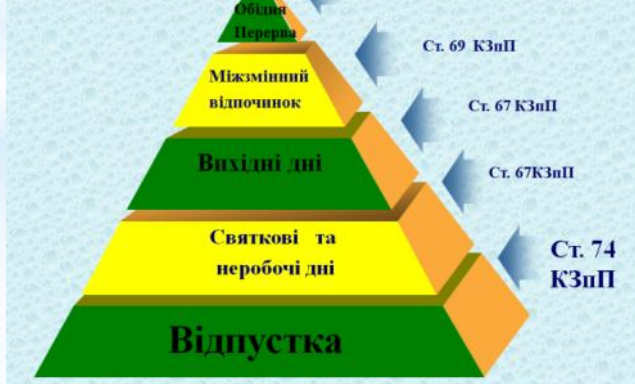 Обідня
Перерва
Ст. 69 КЗпП
Міжзмінний
відпочинок
Ст. 67 КЗпП
Вихідні дні
Ст. 67КЗпП
Святкові та
неробочі дні
Ст. 74
КЗпП
Відпустка